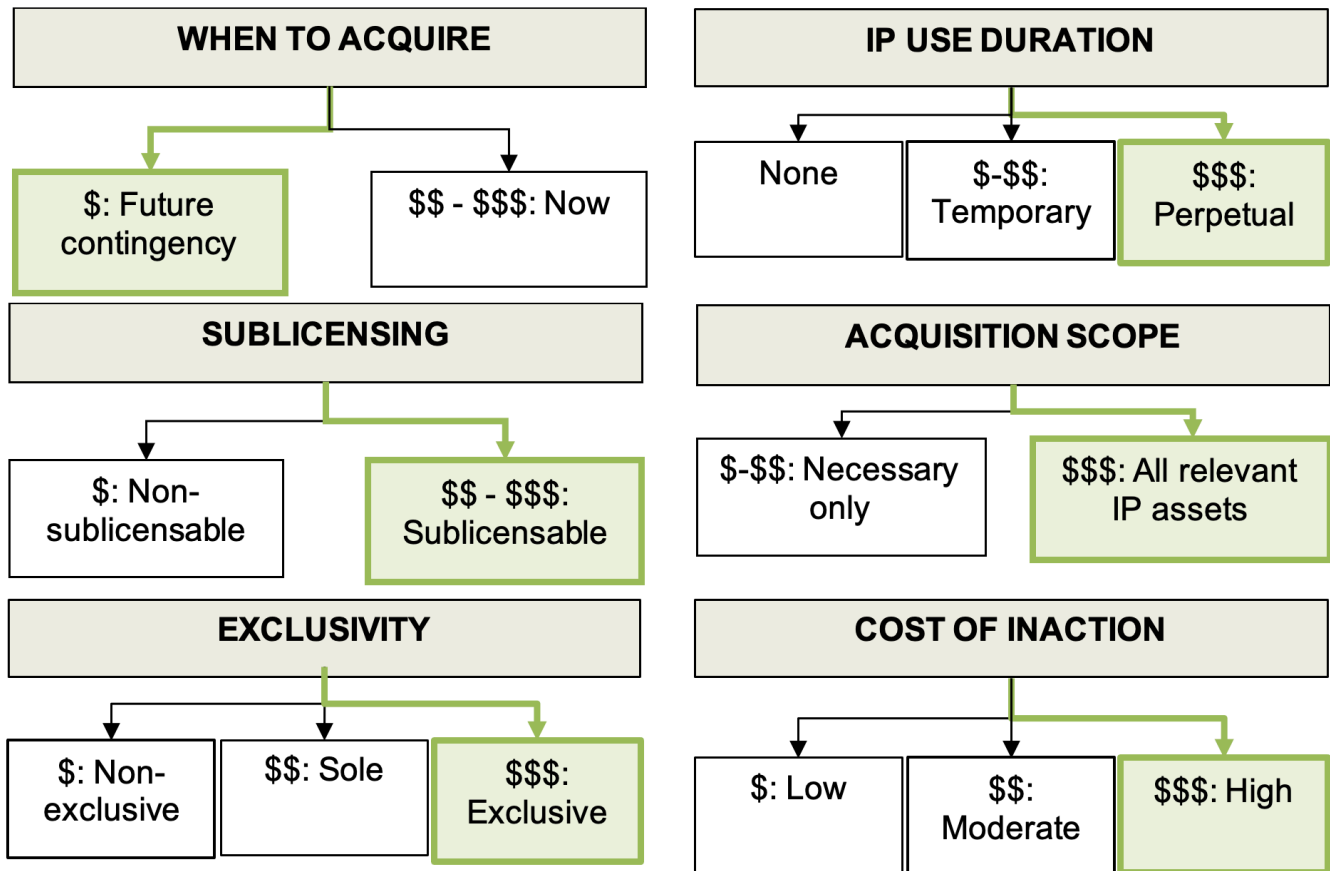 WHEN TO ACQUIRE
$: Future
contingency
$$ - $$$: Now
IP USE DURATION
None
$-$$:
Temporary
$$$:
Perpetual
SUBLICENSING
$: Non-
sublicensable
$$ - $$$:
Sublicensable
ACQUISITION SCOPE
$-$$: Necessary
only
$$$: All relevant
IP assets
EXCLUSIVITY
$: Non-
exclusive
$$: Sole
$$$:
Exclusive
COST OF INACTION
$: Low
$$:
Moderate
$$$: High